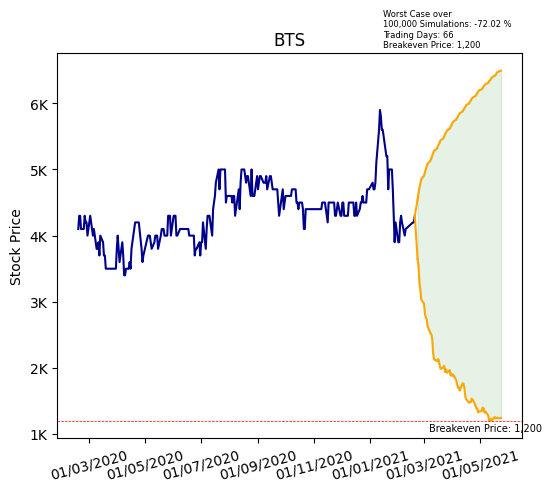 Worst Case over
100,000 Simulations: -72.02 %
Trading Days: 66
Breakeven Price: 1,200
BTS
Stock Price
6K
5K
4K
3K
2K
1K
Breakeven Price: 1,200
01/03/2020
01/05/2020
01/07/2020
01/09/2020
01/11/2020
01/01/2021
01/03/2021
01/05/2021